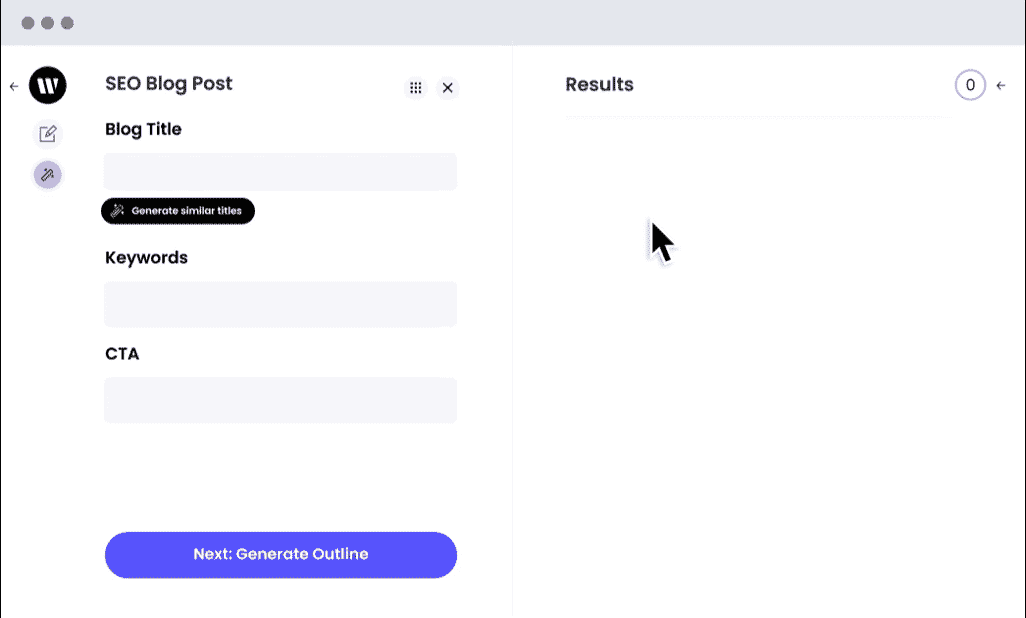 SEO Blog Post
Blog Title
Generate similar titles
Keywords
CTA
Next: Generate Outline
Results
0